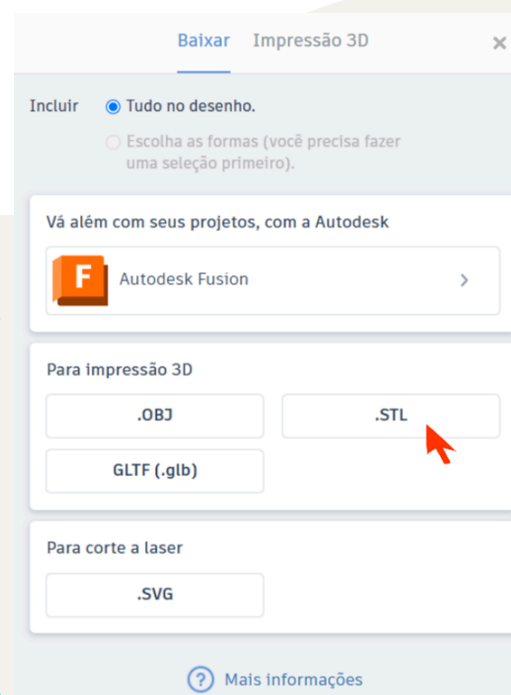 Baixar Impressão 3D ×
Incluir Tudo no desenho.
Escolha as formas (você precisa fazer
uma seleção primeiro).
Vá além com seus projetos, com a Autodesk
F Autodesk Fusion
Para impressão 3D
.OBJ .STL
GLTF (.glb)
Para corte a laser
.SVG
? Mais informações